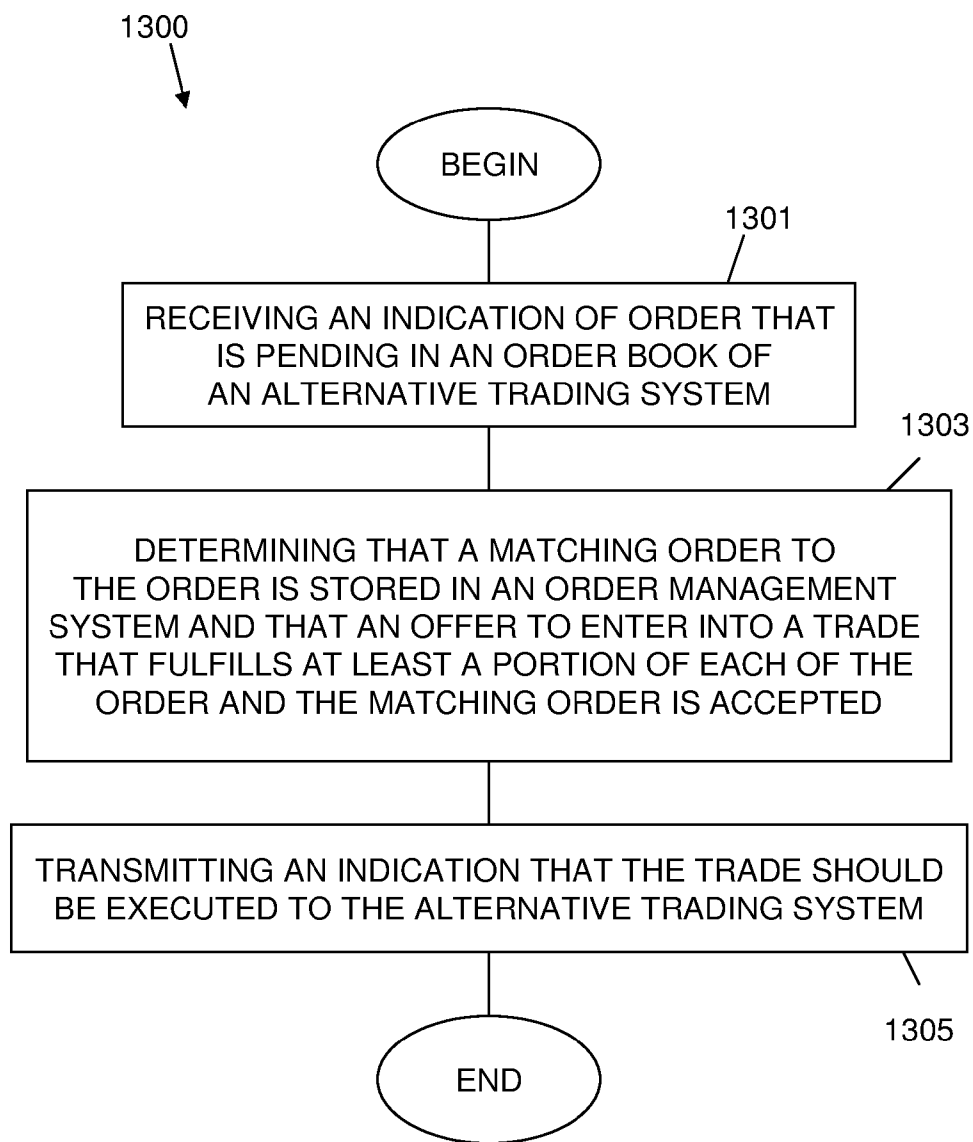 1300
BEGIN
1301
RECEIVING AN INDICATION OF ORDER THAT
IS PENDING IN AN ORDER BOOK OF
AN ALTERNATIVE TRADING SYSTEM
1303
DETERMINING THAT A MATCHING ORDER TO
THE ORDER IS STORED IN AN ORDER MANAGEMENT
SYSTEM AND THAT AN OFFER TO ENTER INTO A TRADE
THAT FULFILLS AT LEAST A PORTION OF EACH OF THE
ORDER AND THE MATCHING ORDER IS ACCEPTED
TRANSMITTING AN INDICATION THAT THE TRADE SHOULD
BE EXECUTED TO THE ALTERNATIVE TRADING SYSTEM
1305
END